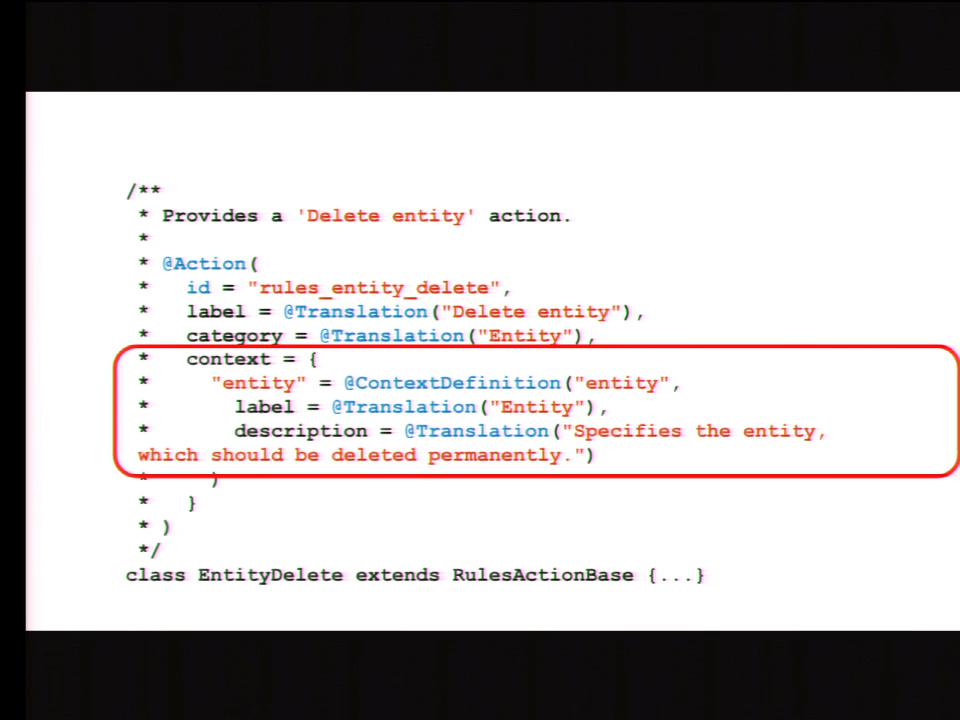 /**
 * Provides a 'Delete entity' action.
 *
 * @Action(
 *   id = "rules_entity_delete",
 *   label = @Translation("Delete entity"),
 *   category = @Translation("Entity"),
 *   context = {
 *     "entity" = @ContextDefinition("entity",
 *       label = @Translation("Entity"),
 *       description = @Translation("Specifies the entity,
 which should be deleted permanently.")
 *     )
 *   }
 * )
 */
class EntityDelete extends RulesActionBase {...}